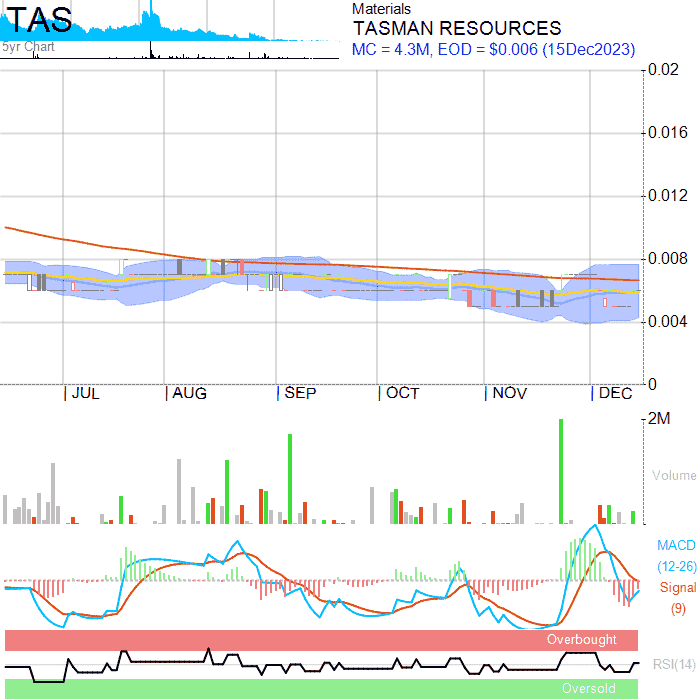 TAS
5yr Chart
Materials
TASMAN RESOURCES
MC = 4.3M, EOD = $0.006 (15Dec2023)
0.02
0.016
0.012
0.008
0.004
0
JUL AUG SEP OCT NOV DEC
2M
Volume
MACD
(12-26)
Signal
(9)
Overbought
RSI(14)
Oversold